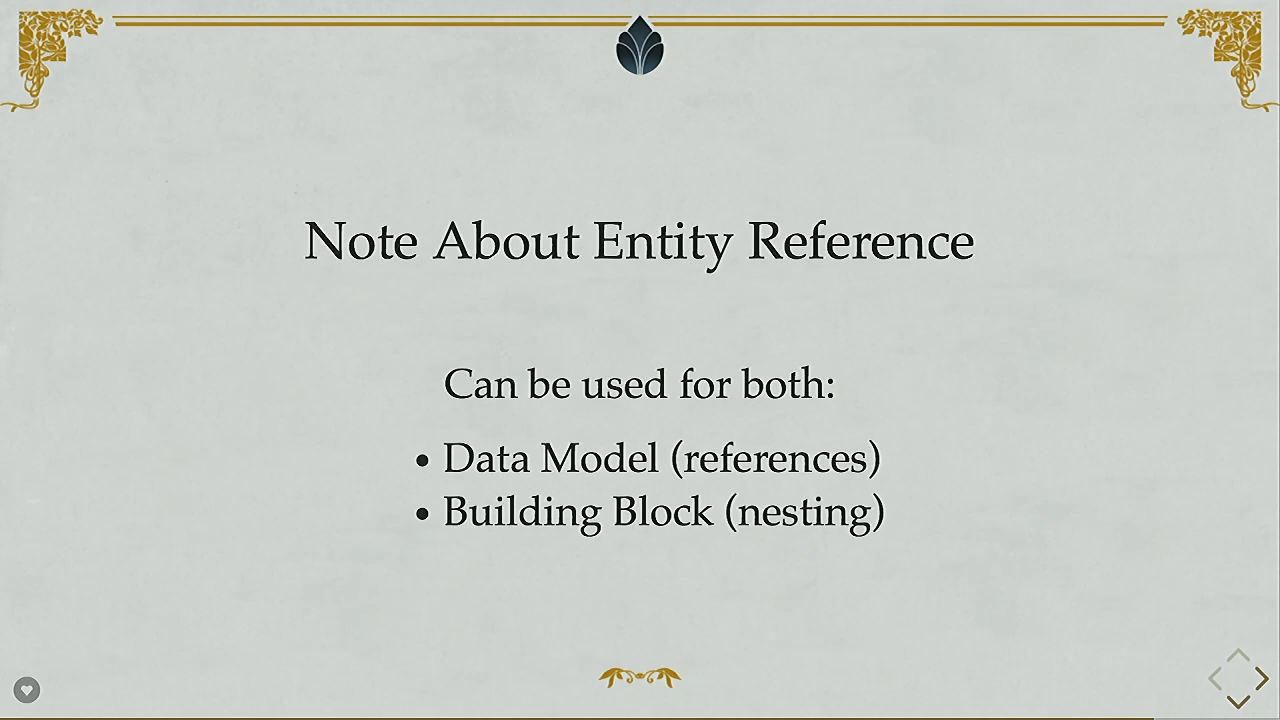 Note About Entity Reference
Can be used for both:
• Data Model (references)
• Building Block (nesting)